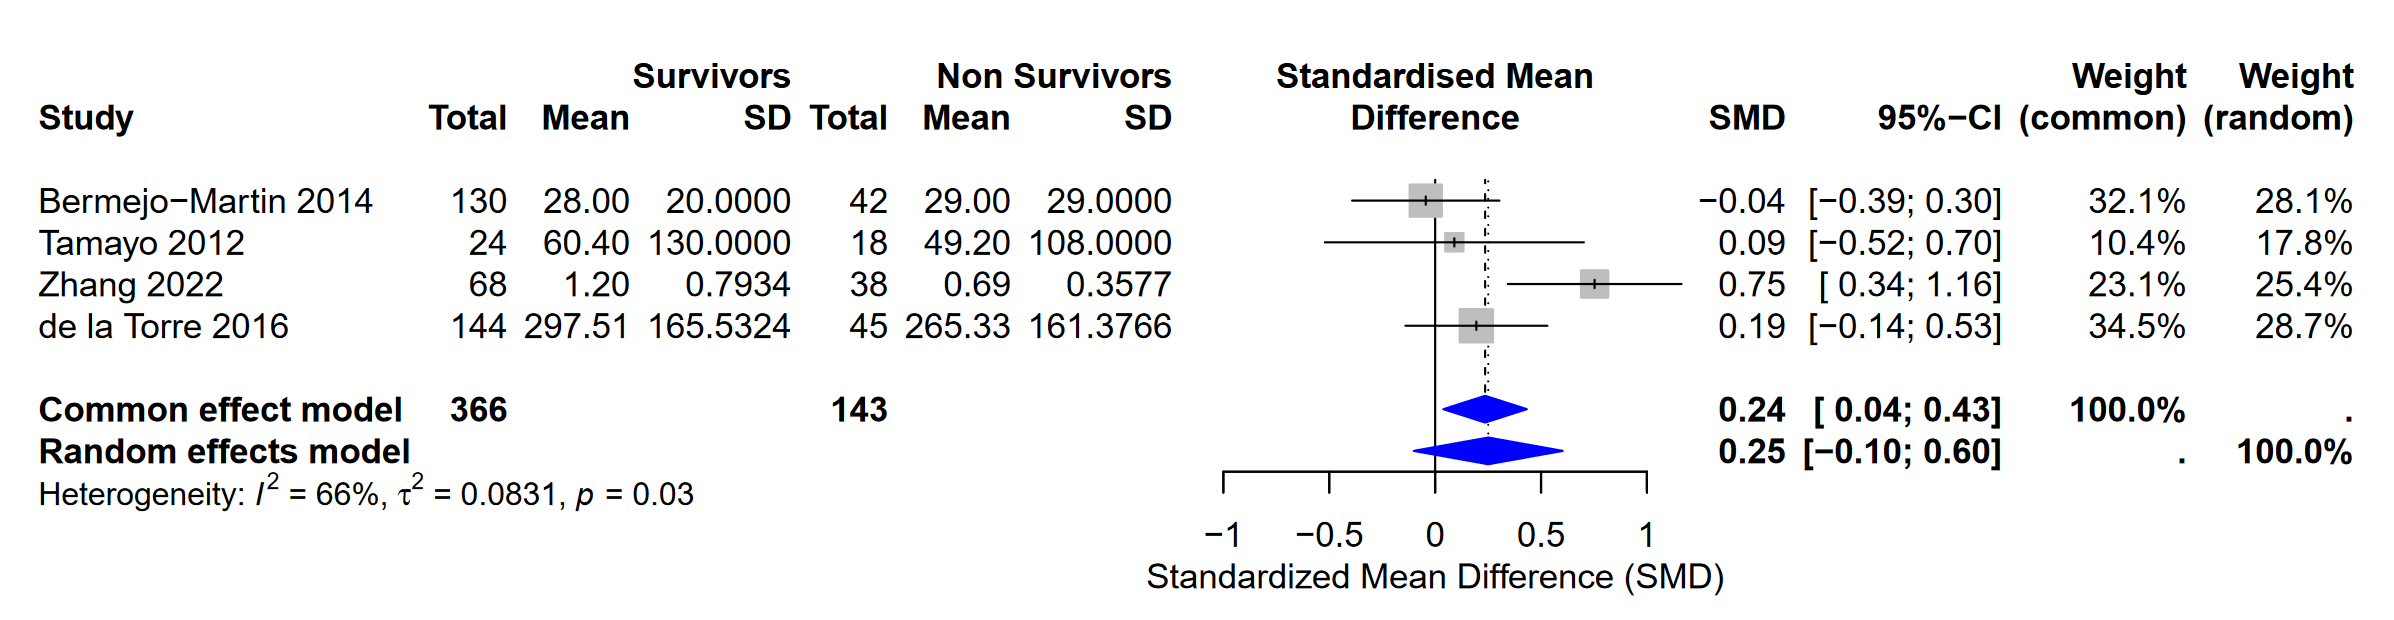 Survivors Non Survivors Standardised Mean Weight Weight
Study Total Mean SD Total Mean SD Difference SMD 95%−CI (common) (random)
Bermejo−Martin 2014 130 28.00 20.0000 42 29.00 29.0000 −0.04 [−0.39; 0.30] 32.1% 28.1%
Tamayo 2012 24 60.40 130.0000 18 49.20 108.0000 0.09 [−0.52; 0.70] 10.4% 17.8%
Zhang 2022 68 1.20 0.7934 38 0.69 0.3577 0.75 [ 0.34; 1.16] 23.1% 25.4%
de la Torre 2016 144 297.51 165.5324 45 265.33 161.3766 0.19 [−0.14; 0.53] 34.5% 28.7%
Common effect model 366 143 0.24 [ 0.04; 0.43] 100.0% .
Random effects model 0.25 [−0.10; 0.60] . 100.0%
Heterogeneity: I² = 66%, τ² = 0.0831, p = 0.03
−1 −0.5 0 0.5 1
Standardized Mean Difference (SMD)